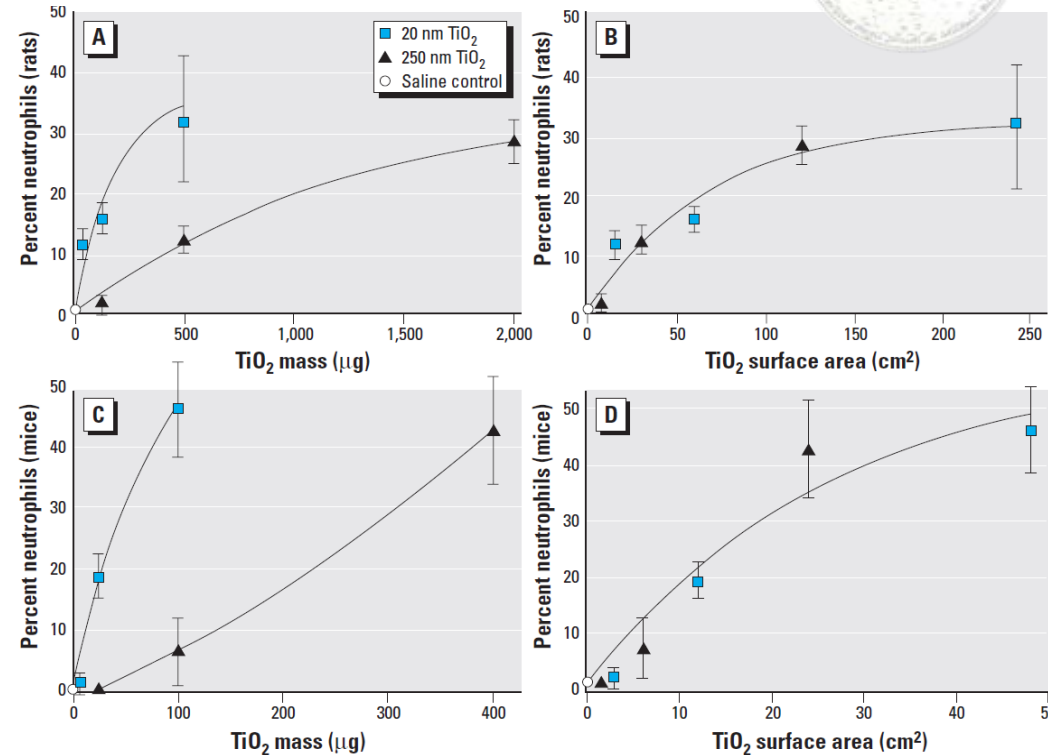 A
20 nm TiO₂
250 nm TiO₂
Saline control
Percent neutrophils (rats)
50
40
30
20
10
0
0 500 1,000 1,500 2,000
TiO₂ mass (μg)
B
Percent neutrophils (rats)
50
40
30
20
10
0
0 50 100 150 200 250
TiO₂ surface area (cm²)
C
Percent neutrophils (mice)
50
40
30
20
10
0
0 100 200 300 400
TiO₂ mass (μg)
D
Percent neutrophils (mice)
50
40
30
20
10
0
0 10 20 30 40 5
TiO₂ surface area (cm²)